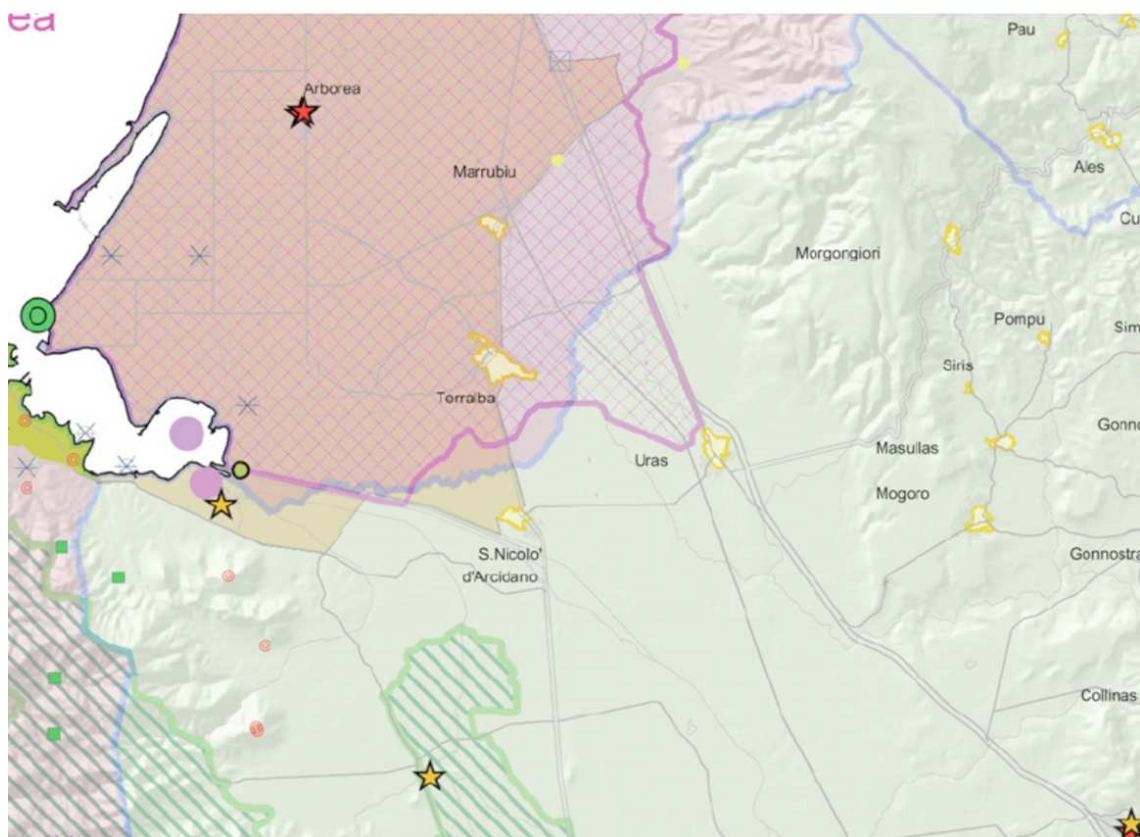 ea
Pau
Arborea
Marrubiu
Ales
Cu
Morgongiori
Pompu
Sim
Siris
Terralba
Gonno
Masullas
Uras
Mogoro
S.Nicolo'
d'Arcidano
Gonnostra
Collinas